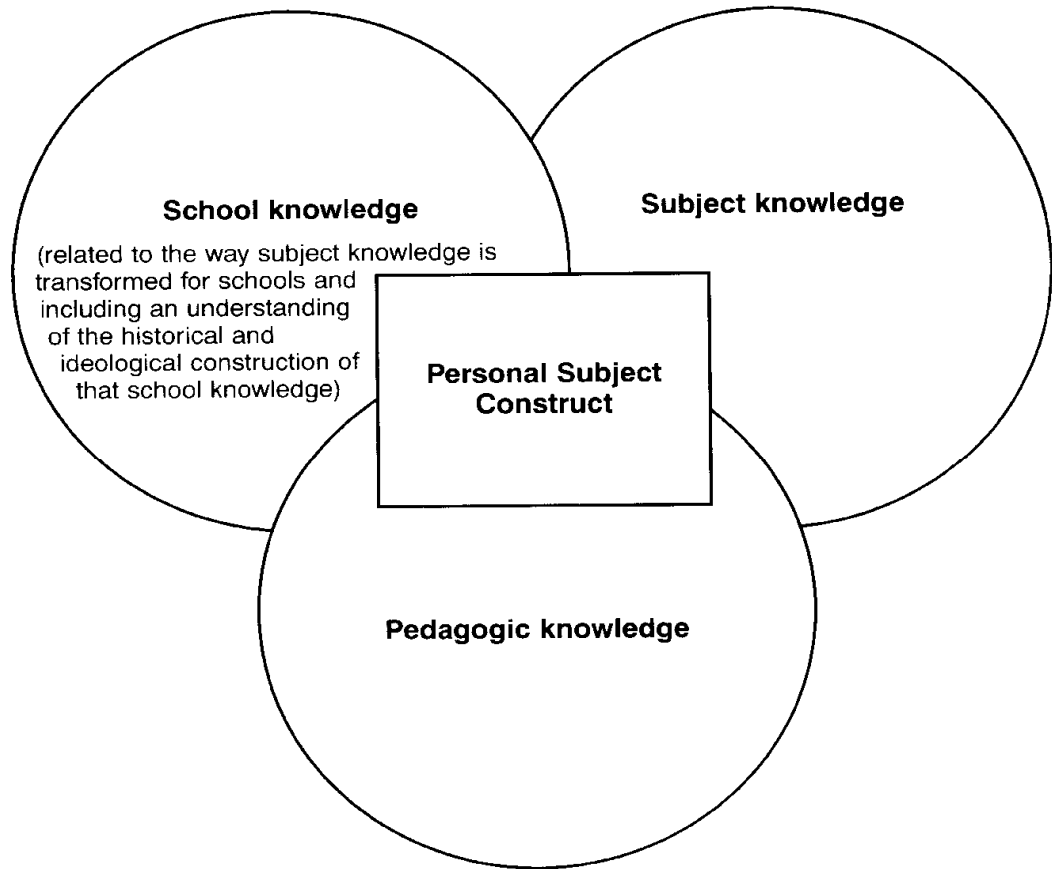 School knowledge
(related to the way subject knowledge is
transformed for schools and
including an understanding
of the historical and
ideological construction of
that school knowledge)
Subject knowledge
Personal Subject
Construct
Pedagogic knowledge